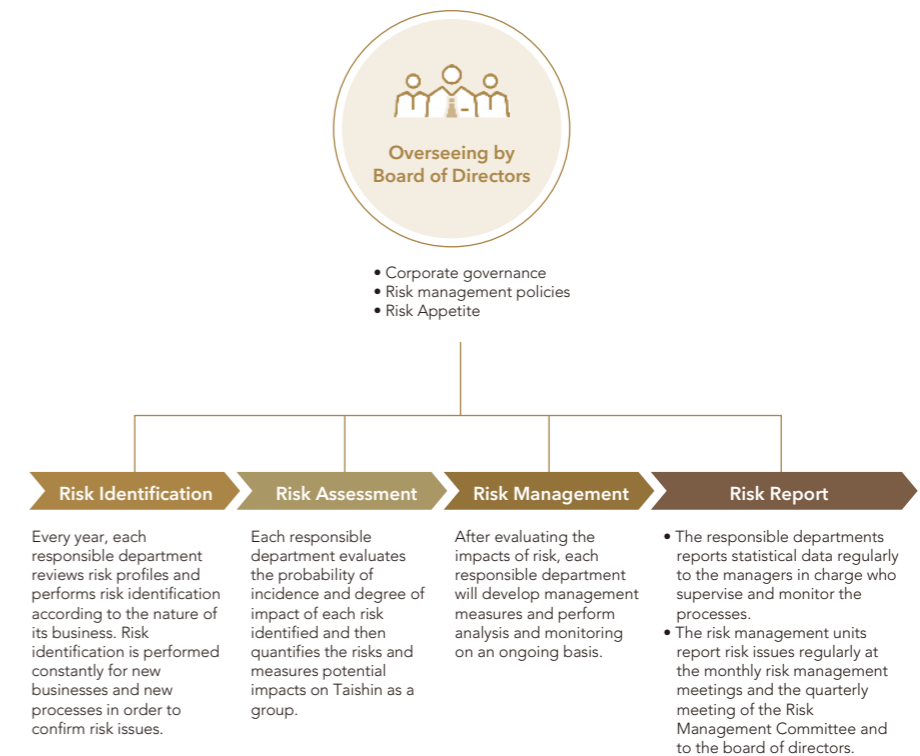 Overseeing by
Board of Directors
• Corporate governance
• Risk management policies
• Risk Appetite
Risk Identification
Every year, each
responsible department
reviews risk profiles and
performs risk identification
according to the nature of
its business. Risk
identification is performed
constantly for new
businesses and new
processes in order to
confirm risk issues.
Risk Assessment
Each responsible
department evaluates
the probability of
incidence and degree of
impact of each risk
identified and then
quantifies the risks and
measures potential
impacts on Taishin as a
group.
Risk Management
After evaluating the
impacts of risk, each
responsible department
will develop management
measures and perform
analysis and monitoring
on an ongoing basis.
Risk Report
• The responsible departments
reports statistical data regularly
to the managers in charge who
supervise and monitor the
processes.
• The risk management units
report risk issues regularly at
the monthly risk management
meetings and the quarterly
meeting of the Risk
Management Committee and
to the board of directors.